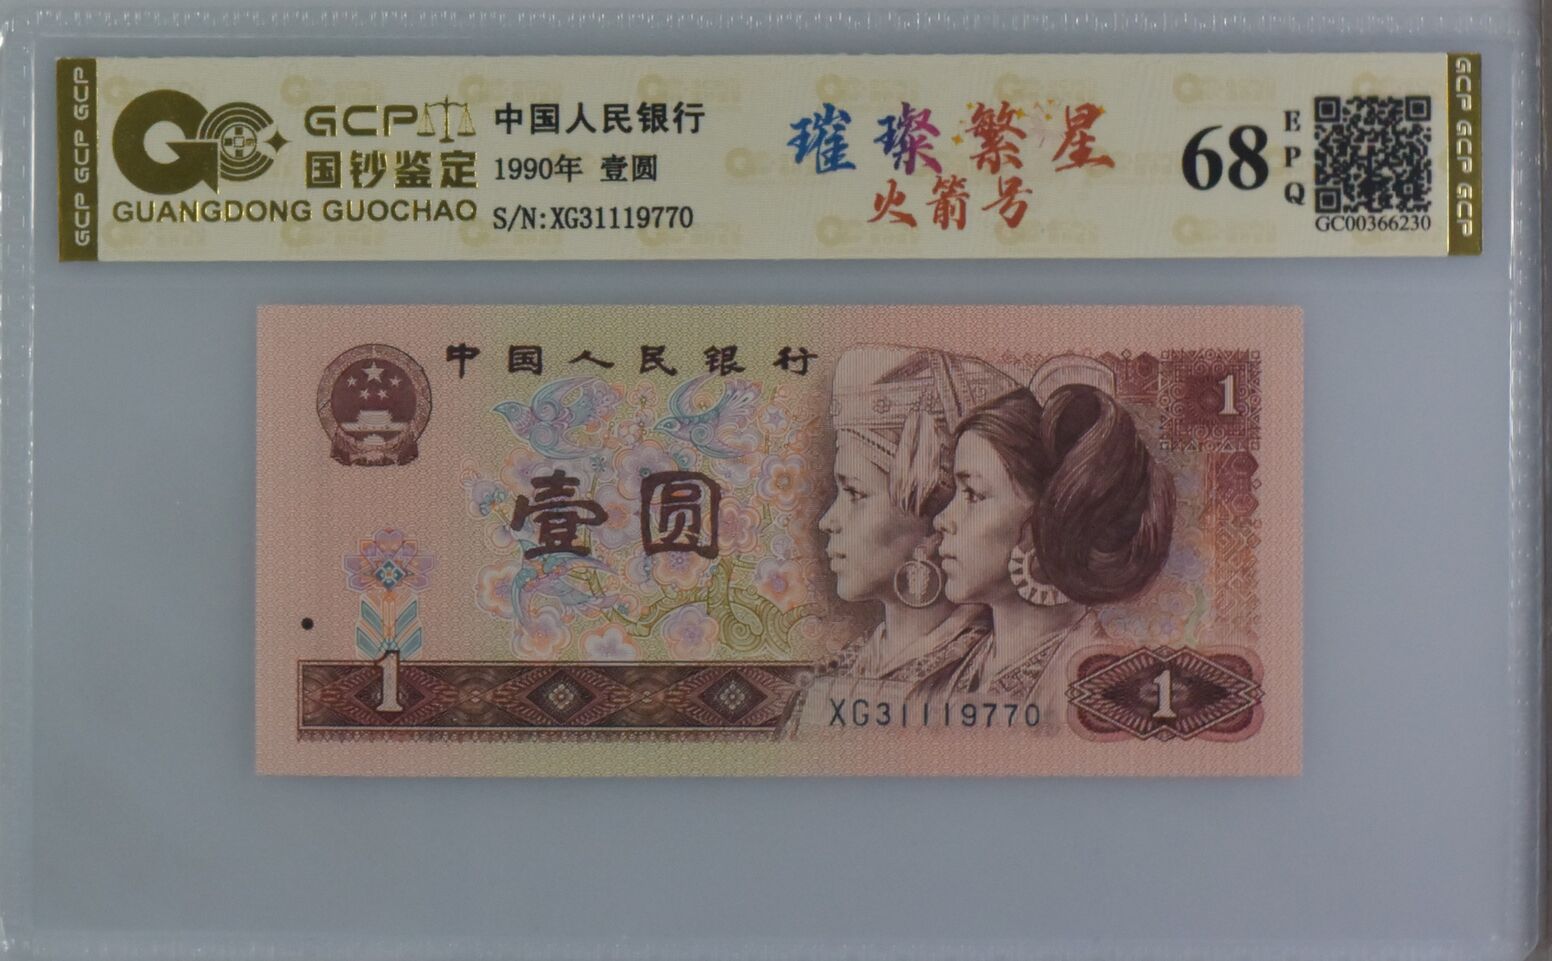 GCP GCP GCP
GCP
国钞鉴定
GUANGDONG GUOCHAO
中国人民银行
1990年 壹圆
S/N:XG31119770
璀璨繁星
火箭号
68
EPQ
GC00366230
GCP GCP GCP
中国人民银行
1
壹圆
1
XG31119770
1